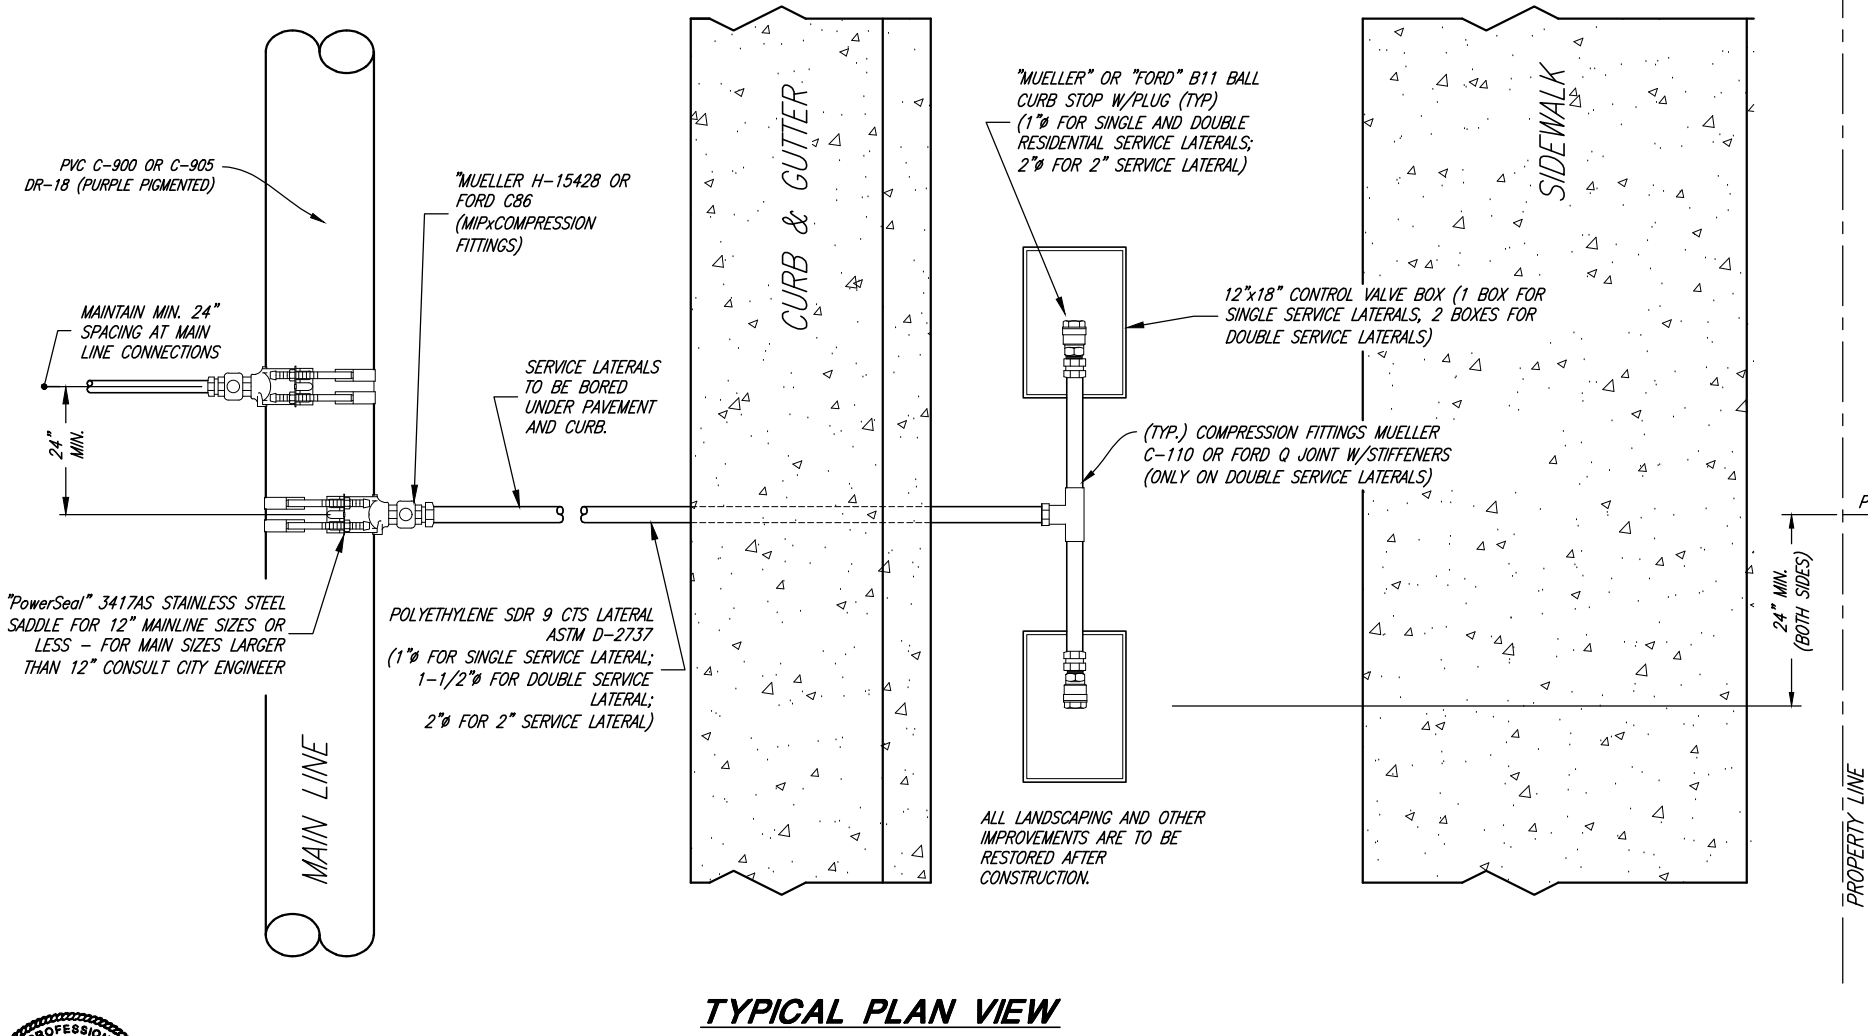 "MUELLER" OR "FORD" B11 BALL
CURB STOP W/PLUG (TYP)
(1"ø FOR SINGLE AND DOUBLE
RESIDENTIAL SERVICE LATERALS;
2"ø FOR 2" SERVICE LATERAL)
CURB & GUTTER
SIDEWALK
PVC C-900 OR C-905
DR-18 (PURPLE PIGMENTED)
"MUELLER H-15428 OR
FORD C86
(MIPxCOMPRESSION
FITTINGS)
MAINTAIN MIN. 24"
SPACING AT MAIN
LINE CONNECTIONS
12"x18" CONTROL VALVE BOX (1 BOX FOR
SINGLE SERVICE LATERALS, 2 BOXES FOR
DOUBLE SERVICE LATERALS)
SERVICE LATERALS
TO BE BORED
UNDER PAVEMENT
AND CURB.
24"
MIN.
(TYP.) COMPRESSION FITTINGS MUELLER
C-110 OR FORD Q JOINT W/STIFFENERS
(ONLY ON DOUBLE SERVICE LATERALS)
P
24" MIN.
(BOTH SIDES)
"PowerSeal" 3417AS STAINLESS STEEL
SADDLE FOR 12" MAINLINE SIZES OR
LESS - FOR MAIN SIZES LARGER
THAN 12" CONSULT CITY ENGINEER
POLYETHYLENE SDR 9 CTS LATERAL
ASTM D-2737
(1"ø FOR SINGLE SERVICE LATERAL;
1-1/2"ø FOR DOUBLE SERVICE
LATERAL;
2"ø FOR 2" SERVICE LATERAL)
MAIN LINE
ALL LANDSCAPING AND OTHER
IMPROVEMENTS ARE TO BE
RESTORED AFTER
CONSTRUCTION.
PROPERTY LINE
TYPICAL PLAN VIEW
PROFESSION